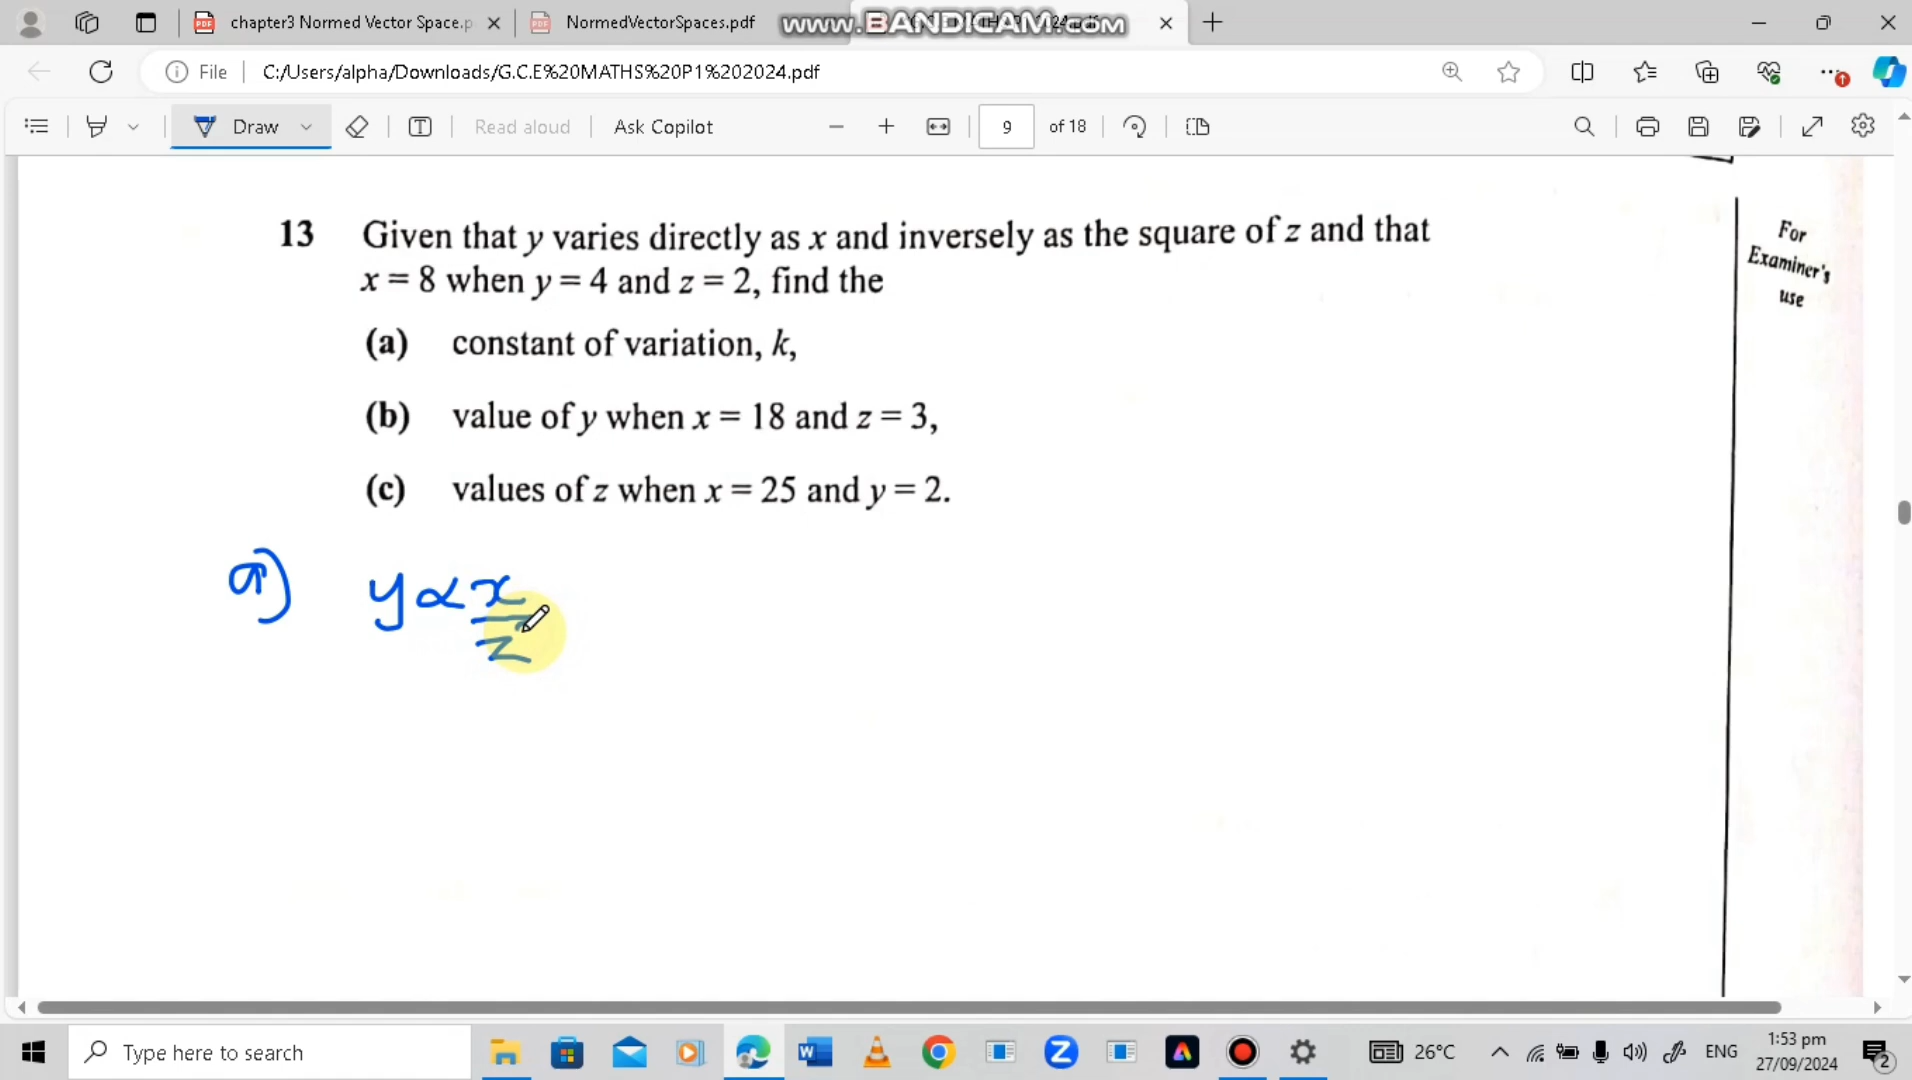 chapter3 Normed Vector Space.p
NormedVectorSpaces.pdf
www.BANDICAM.com
File
C:/Users/alpha/Downloads/G.C.E%20MATHS%20P1%202024.pdf
Draw
Read aloud
Ask Copilot
9
of 18
13 Given that y varies directly as x and inversely as the square of z and that
x = 8 when y = 4 and z = 2, find the
(a) constant of variation, k,
(b) value of y when x = 18 and z = 3,
(c) values of z when x = 25 and y = 2.
For
Examiner's
use
a) y ∝ x
z
Type here to search
26°C
ENG
1:53 pm
27/09/2024
2